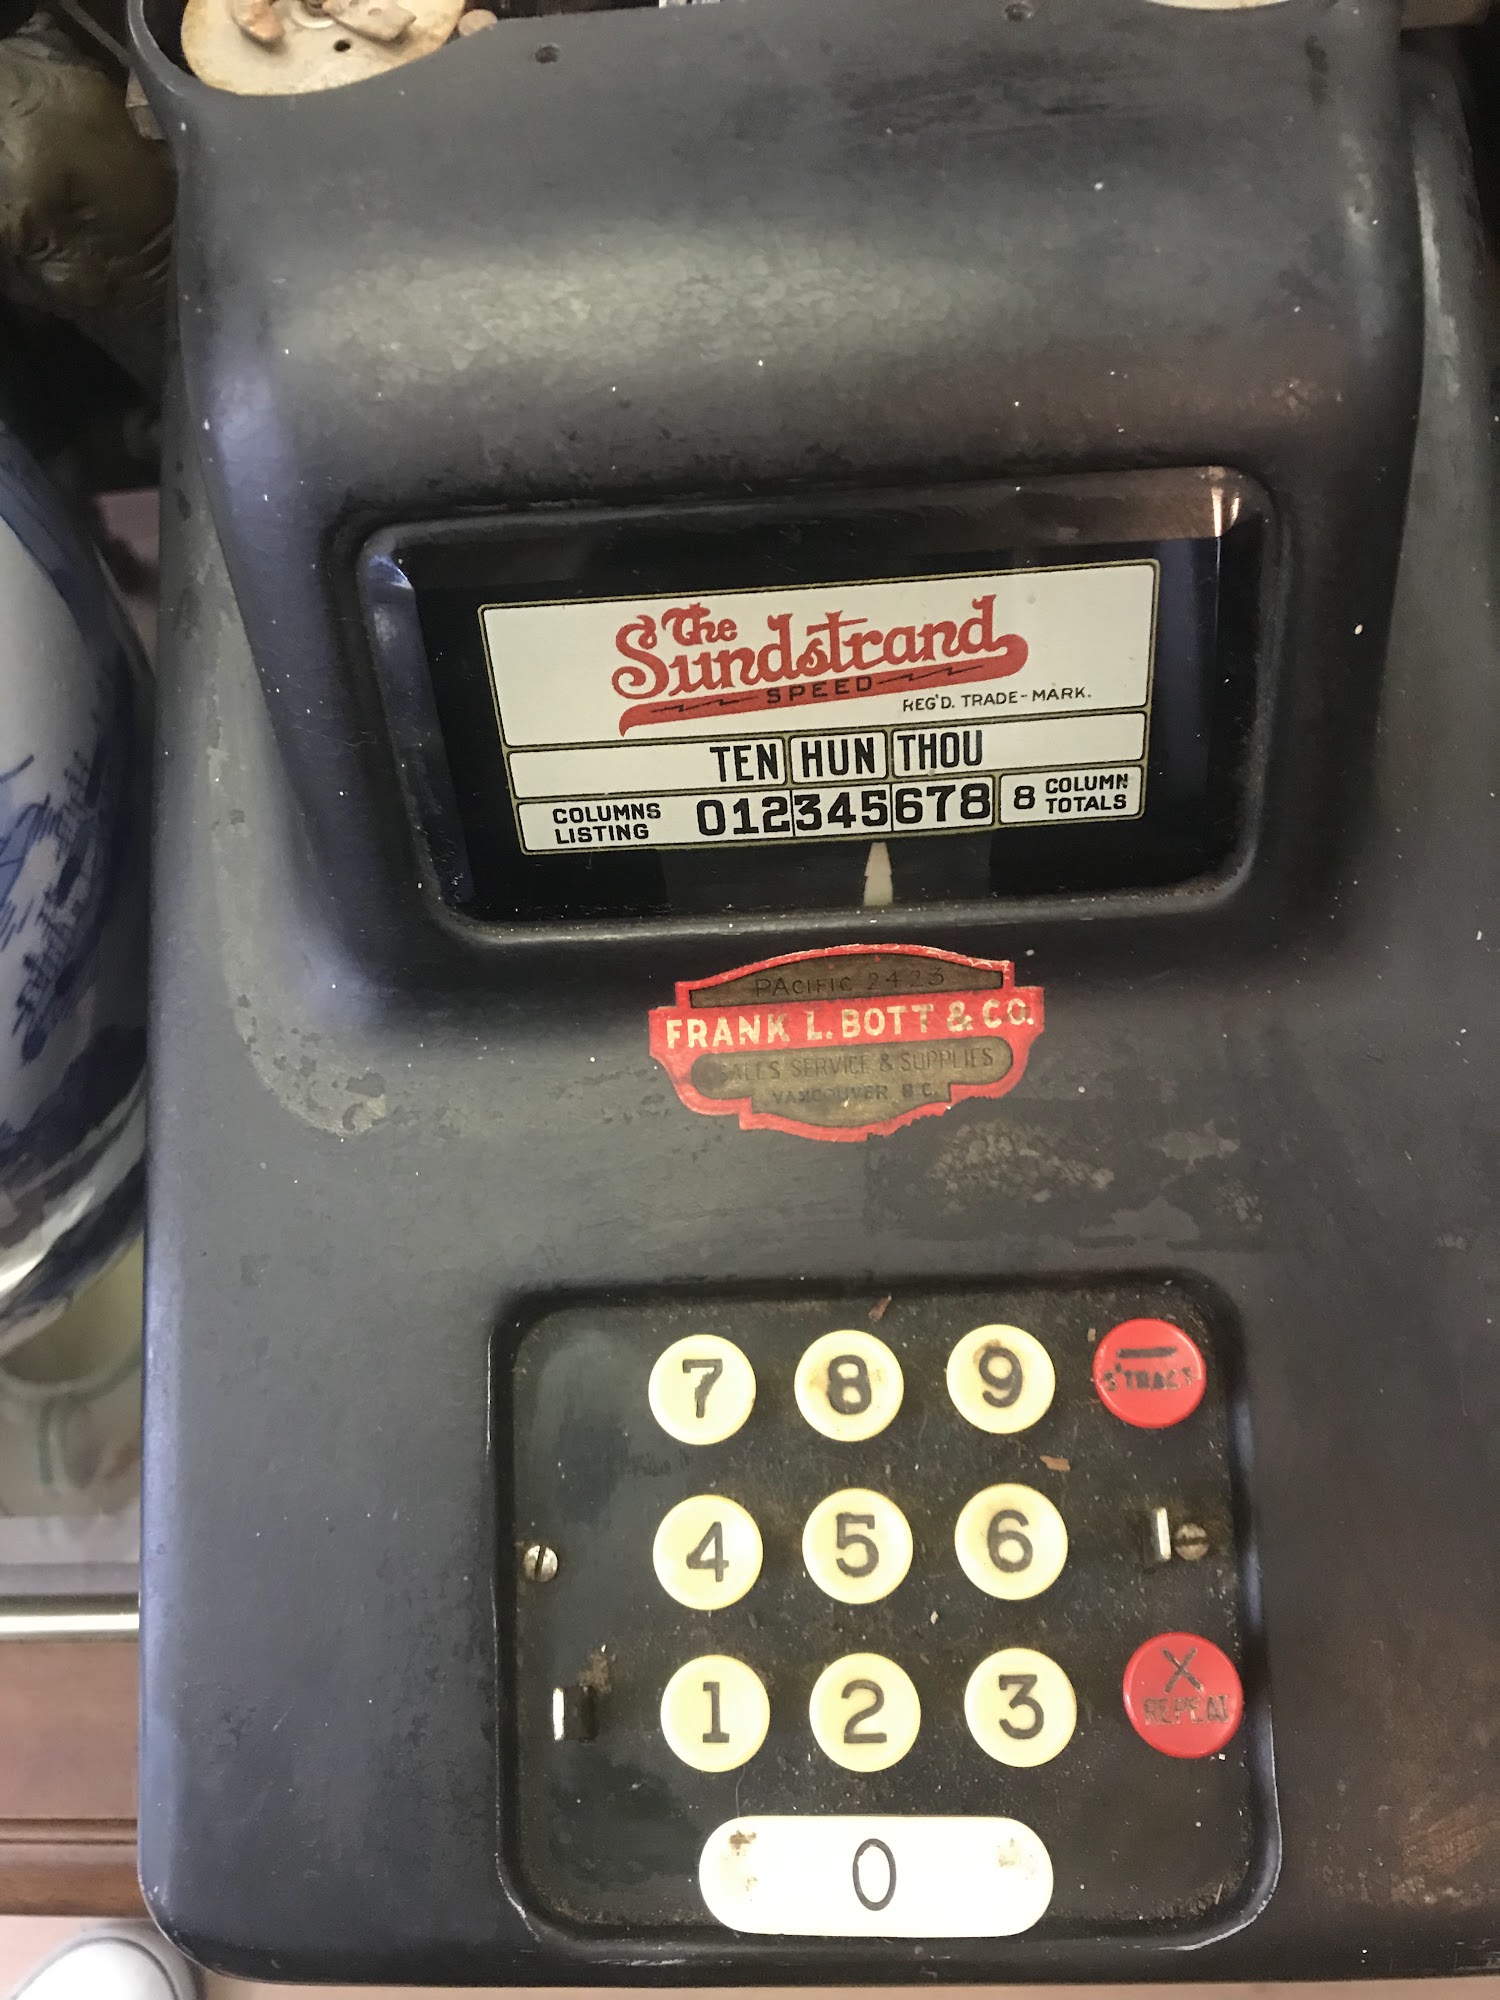 The
Sundstrand
SPEED
REG'D. TRADE-MARK.
TEN HUN THOU
COLUMNS
LISTING
012345678
8 COLUMN
TOTALS
PACIFIC 2423
FRANK L. BOTT & CO.
SALES SERVICE & SUPPLIES
VANCOUVER B.C.
7 8 9 — S'TRACT
4 5 6
1 2 3 X REPEAT
0